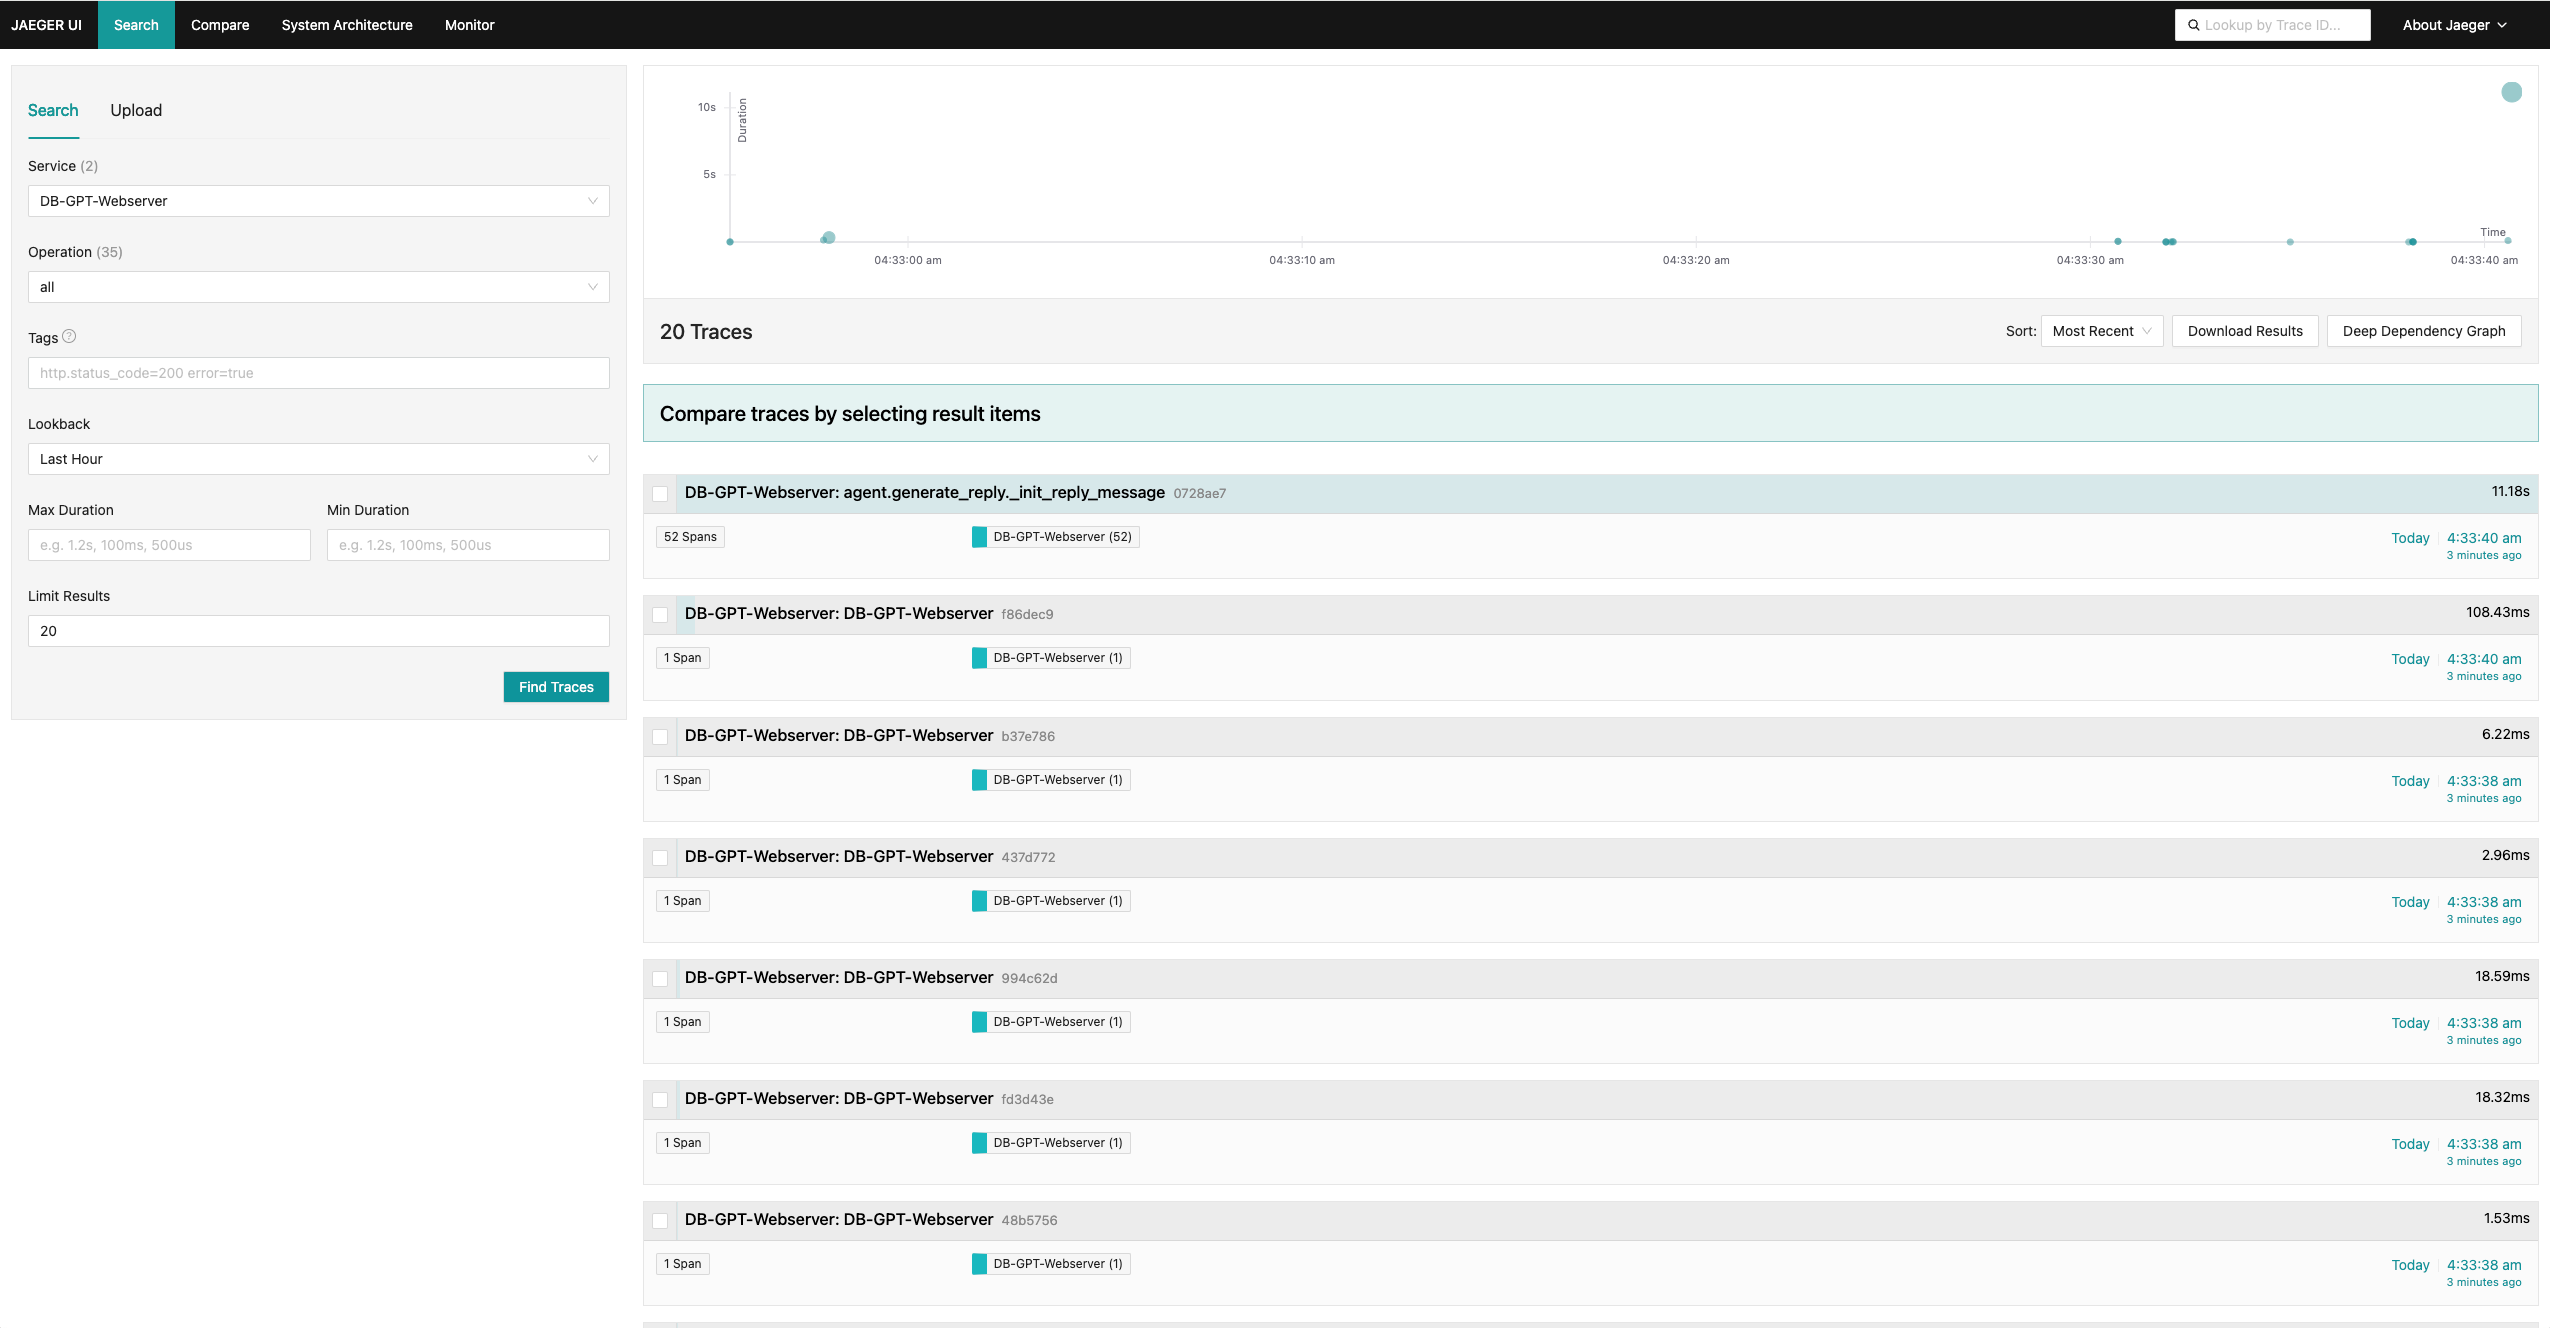 JAEGER UI Search Compare System Architecture Monitor Lookup by Trace ID... About Jaeger
Search Upload
Service (2)
DB-GPT-Webserver
Operation (35)
all
Tags
http.status_code=200 error=true
Lookback
Last Hour
Max Duration Min Duration
e.g. 1.2s, 100ms, 500us e.g. 1.2s, 100ms, 500us
Limit Results
20
Find Traces
10s
5s
Duration
Time
04:33:00 am 04:33:10 am 04:33:20 am 04:33:30 am 04:33:40 am
20 Traces Sort: Most Recent Download Results Deep Dependency Graph
Compare traces by selecting result items
DB-GPT-Webserver: agent.generate_reply._init_reply_message 0728ae7 11.18s
52 Spans DB-GPT-Webserver (52) Today 4:33:40 am
3 minutes ago
DB-GPT-Webserver: DB-GPT-Webserver f86dec9 108.43ms
1 Span DB-GPT-Webserver (1) Today 4:33:40 am
3 minutes ago
DB-GPT-Webserver: DB-GPT-Webserver b37e786 6.22ms
1 Span DB-GPT-Webserver (1) Today 4:33:38 am
3 minutes ago
DB-GPT-Webserver: DB-GPT-Webserver 437d772 2.96ms
1 Span DB-GPT-Webserver (1) Today 4:33:38 am
3 minutes ago
DB-GPT-Webserver: DB-GPT-Webserver 994c62d 18.59ms
1 Span DB-GPT-Webserver (1) Today 4:33:38 am
3 minutes ago
DB-GPT-Webserver: DB-GPT-Webserver fd3d43e 18.32ms
1 Span DB-GPT-Webserver (1) Today 4:33:38 am
3 minutes ago
DB-GPT-Webserver: DB-GPT-Webserver 48b5756 1.53ms
1 Span DB-GPT-Webserver (1) Today 4:33:38 am
3 minutes ago